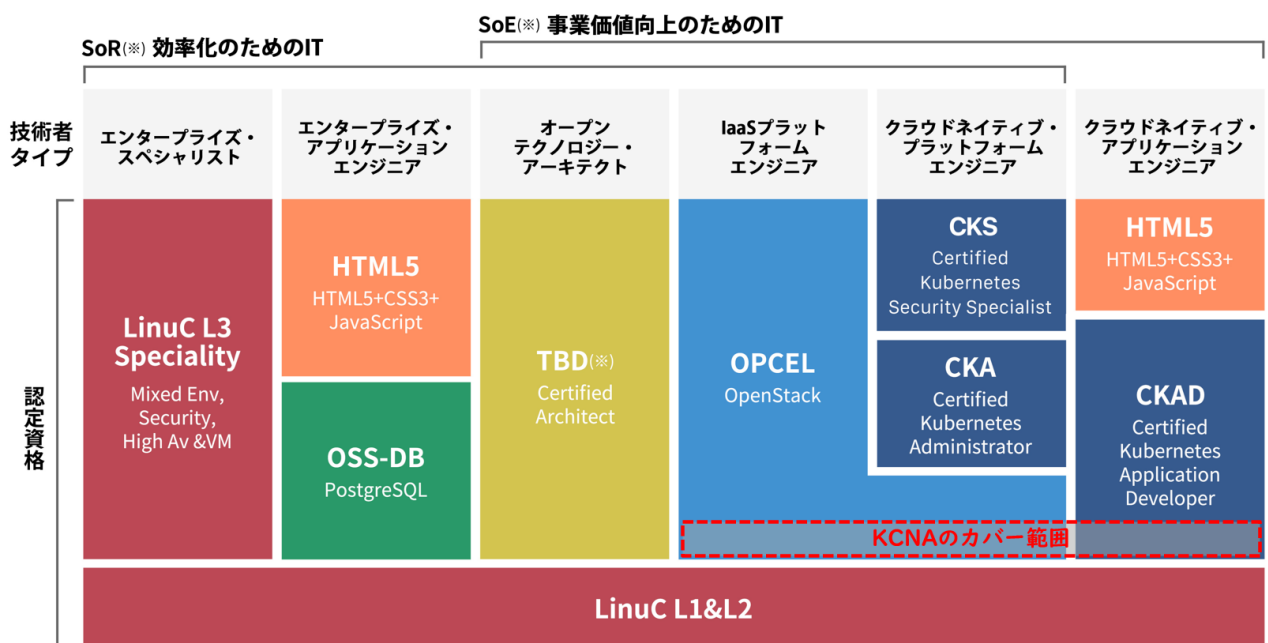 SoE(※) 事業価値向上のためのIT
SoR(※) 効率化のためのIT
技術者
タイプ
エンタープライズ・
スペシャリスト
エンタープライズ・
アプリケーション
エンジニア
オープン
テクノロジー・
アーキテクト
IaaSプラット
フォーム
エンジニア
クラウドネイティブ・
プラットフォーム
エンジニア
クラウドネイティブ・
アプリケーション
エンジニア
認定資格
LinuC L3
Speciality
Mixed Env,
Security,
High Av &VM
HTML5
HTML5+CSS3+
JavaScript
OSS-DB
PostgreSQL
TBD(※)
Certified
Architect
OPCEL
OpenStack
CKS
Certified
Kubernetes
Security Specialist
CKA
Certified
Kubernetes
Administrator
HTML5
HTML5+CSS3+
JavaScript
CKAD
Certified
Kubernetes
Application
Developer
KCNAのカバー範囲
LinuC L1&L2